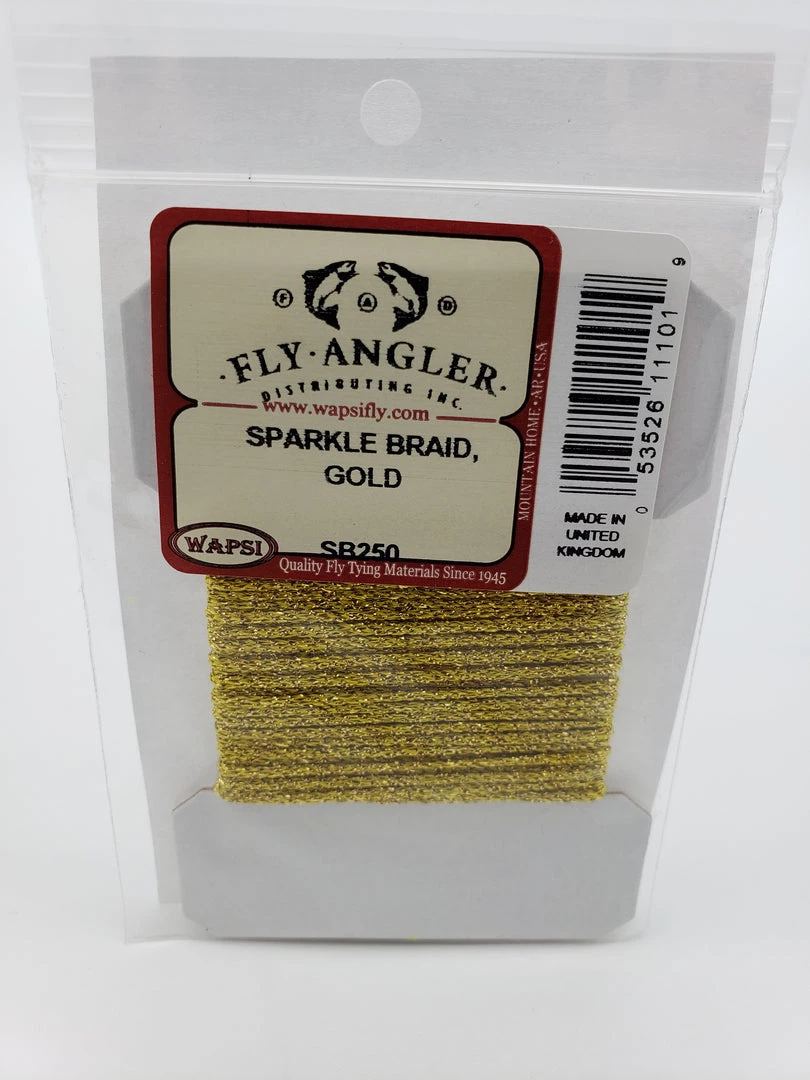 F A D
·FLY·ANGLER·
DISTRIBUTING INC.
www.wapsifly.com
SPARKLE BRAID,
GOLD
SB250
WAPSI
Quality Fly Tying Materials Since 1945
MOUNTAIN HOME·AR·USA
0 53526 11101 9
MADE IN
UNITED
KINGDOM